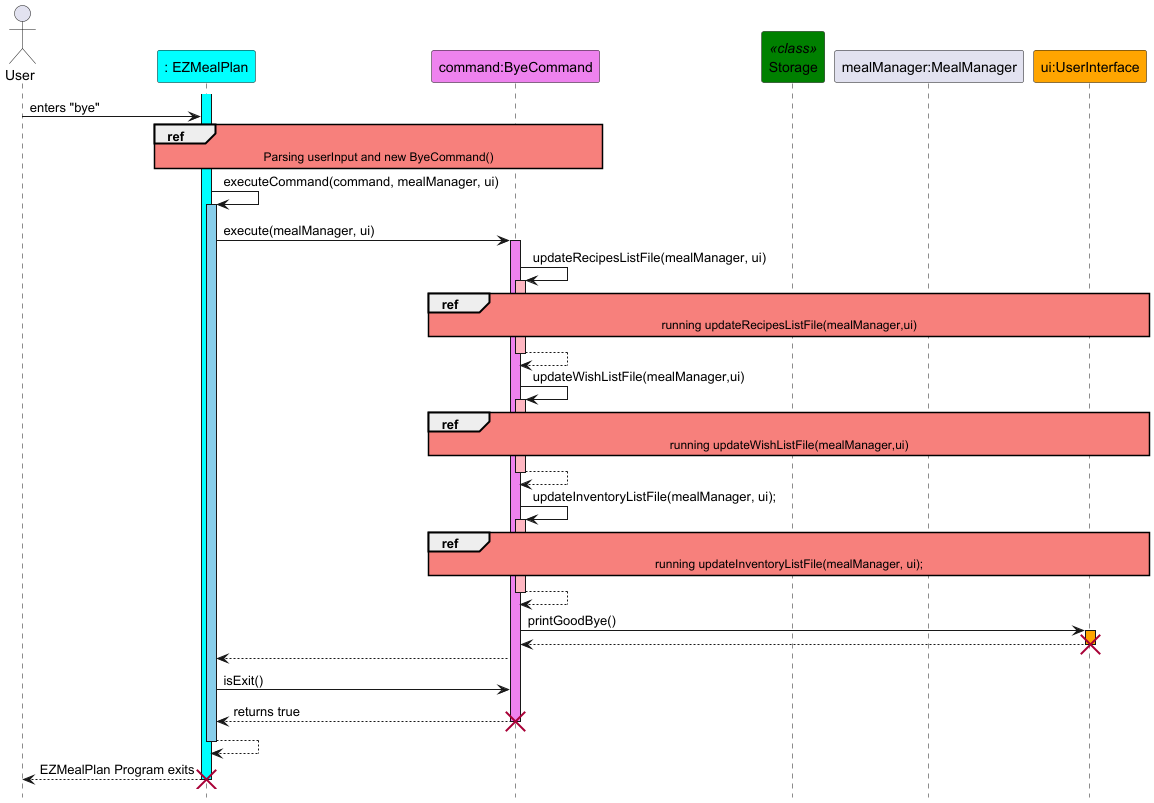 User
: EZMealPlan
command:ByeCommand
«class»
Storage
mealManager:MealManager
ui:UserInterface
enters "bye"
ref
Parsing userInput and new ByeCommand()
executeCommand(command, mealManager, ui)
execute(mealManager, ui)
updateRecipesListFile(mealManager, ui)
ref
running updateRecipesListFile(mealManager,ui)
updateWishListFile(mealManager,ui)
ref
running updateWishListFile(mealManager,ui)
updateInventoryListFile(mealManager, ui);
ref
running updateInventoryListFile(mealManager, ui);
printGoodBye()
isExit()
returns true
EZMealPlan Program exits